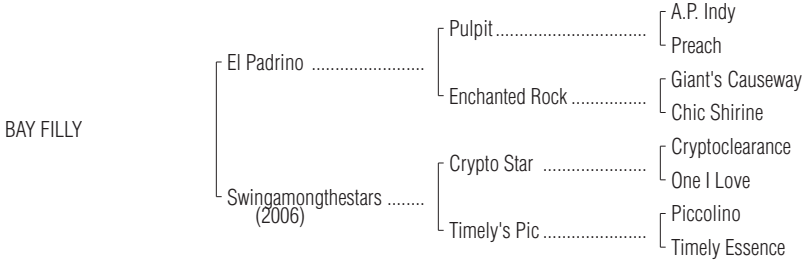 A.P. Indy
Pulpit................................
Preach
El Padrino ........................
Giant's Causeway
Enchanted Rock ................
Chic Shirine
BAY FILLY
Cryptoclearance
Crypto Star ......................
One I Love
Swingamongthestars ........
(2006)
Piccolino
Timely's Pic ......................
Timely Essence